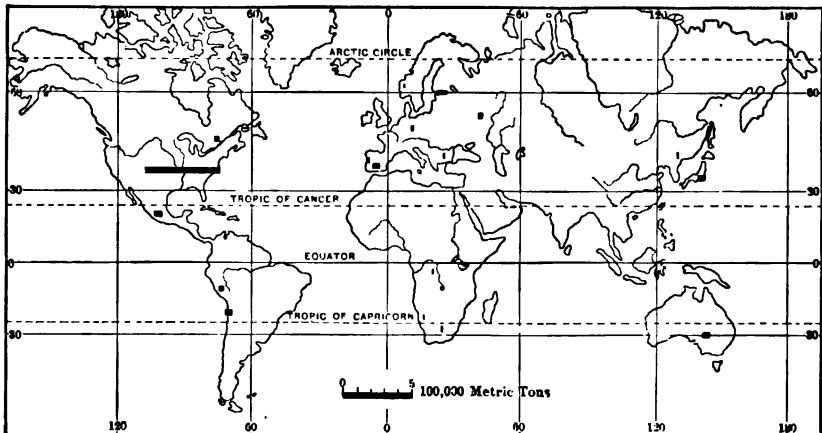 120 60 0 60 120 180
ARCTIC CIRCLE
60 60
30 30
TROPIC OF CANCER
EQUATOR
0 0
TROPIC OF CAPRICORN
30 30
0 5
100,000 Metric Tons
120 60 0 60 120 180